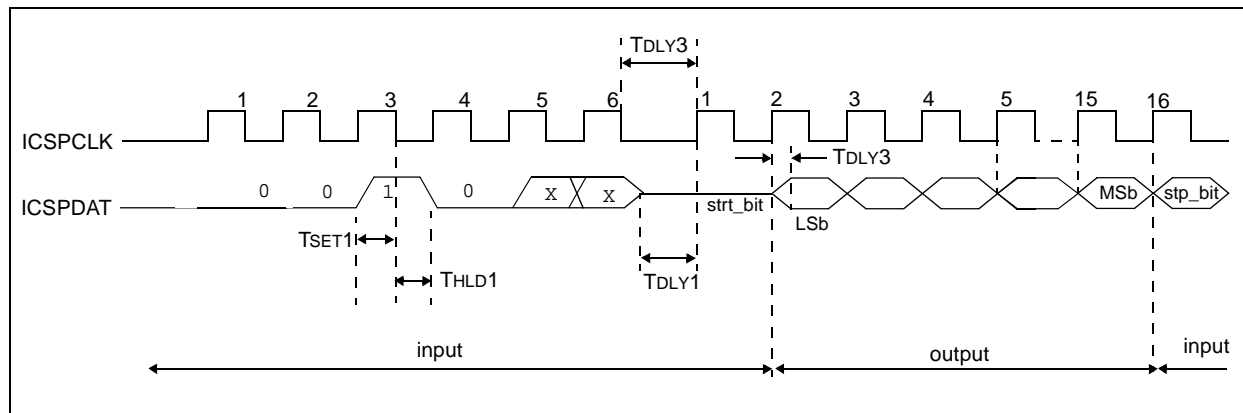 TDLY3
1 2 3 4 5 6 1 2 3 4 5 15 16
ICSPCLK
TDLY3
0 0 1 0 x x
ICSPDAT
strt_bit
MSb stp_bit
LSb
TSET1
THLD1
TDLY1
input output input